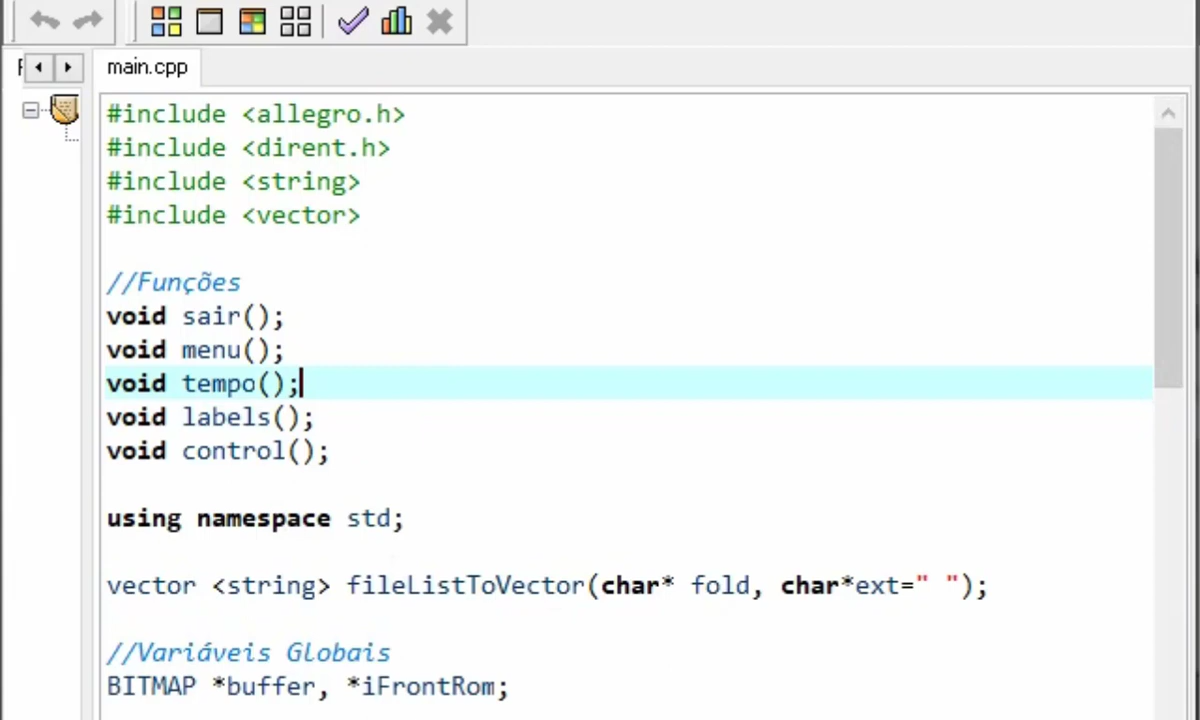 main.cpp
#include <allegro.h>
#include <dirent.h>
#include <string>
#include <vector>
//Funções
void sair();
void menu();
void tempo();
void labels();
void control();
using namespace std;
vector <string> fileListToVector(char* fold, char*ext=" ");
//Variáveis Globais
BITMAP *buffer, *iFrontRom;